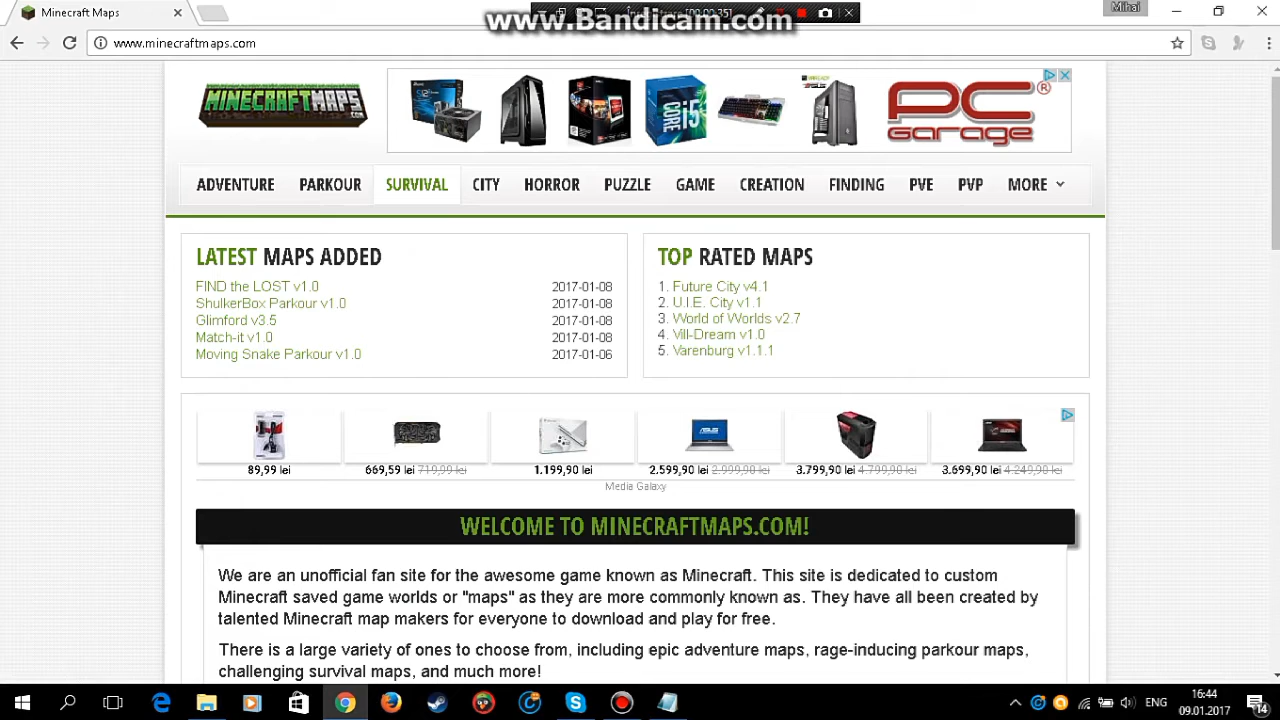 Minecraft Maps
www.Bandicam.com
[00:00:35]
Mihai
www.minecraftmaps.com
MINECRAFTMAPS
.COM
CORE i5
ASUS
PC GARAGE
ADVENTURE PARKOUR SURVIVAL CITY HORROR PUZZLE GAME CREATION FINDING PVE PVP MORE
LATEST MAPS ADDED
FIND the LOST v1.0 2017-01-08
ShulkerBox Parkour v1.0 2017-01-08
Glimford v3.5 2017-01-08
Match-it v1.0 2017-01-08
Moving Snake Parkour v1.0 2017-01-06
TOP RATED MAPS
1. Future City v4.1
2. U.I.E. City v1.1
3. World of Worlds v2.7
4. Vill-Dream v1.0
5. Varenburg v1.1.1
89,99 lei 669,59 lei 719,99 lei 1.199,90 lei 2.599,90 lei 2.999,90 lei 3.799,90 lei 4.799,90 lei 3.699,90 lei 4.249,90 lei
Media Galaxy
WELCOME TO MINECRAFTMAPS.COM!
We are an unofficial fan site for the awesome game known as Minecraft. This site is dedicated to custom
Minecraft saved game worlds or "maps" as they are more commonly known as. They have all been created by
talented Minecraft map makers for everyone to download and play for free.
There is a large variety of ones to choose from, including epic adventure maps, rage-inducing parkour maps,
challenging survival maps, and much more!
ENG
16:44
09.01.2017
14